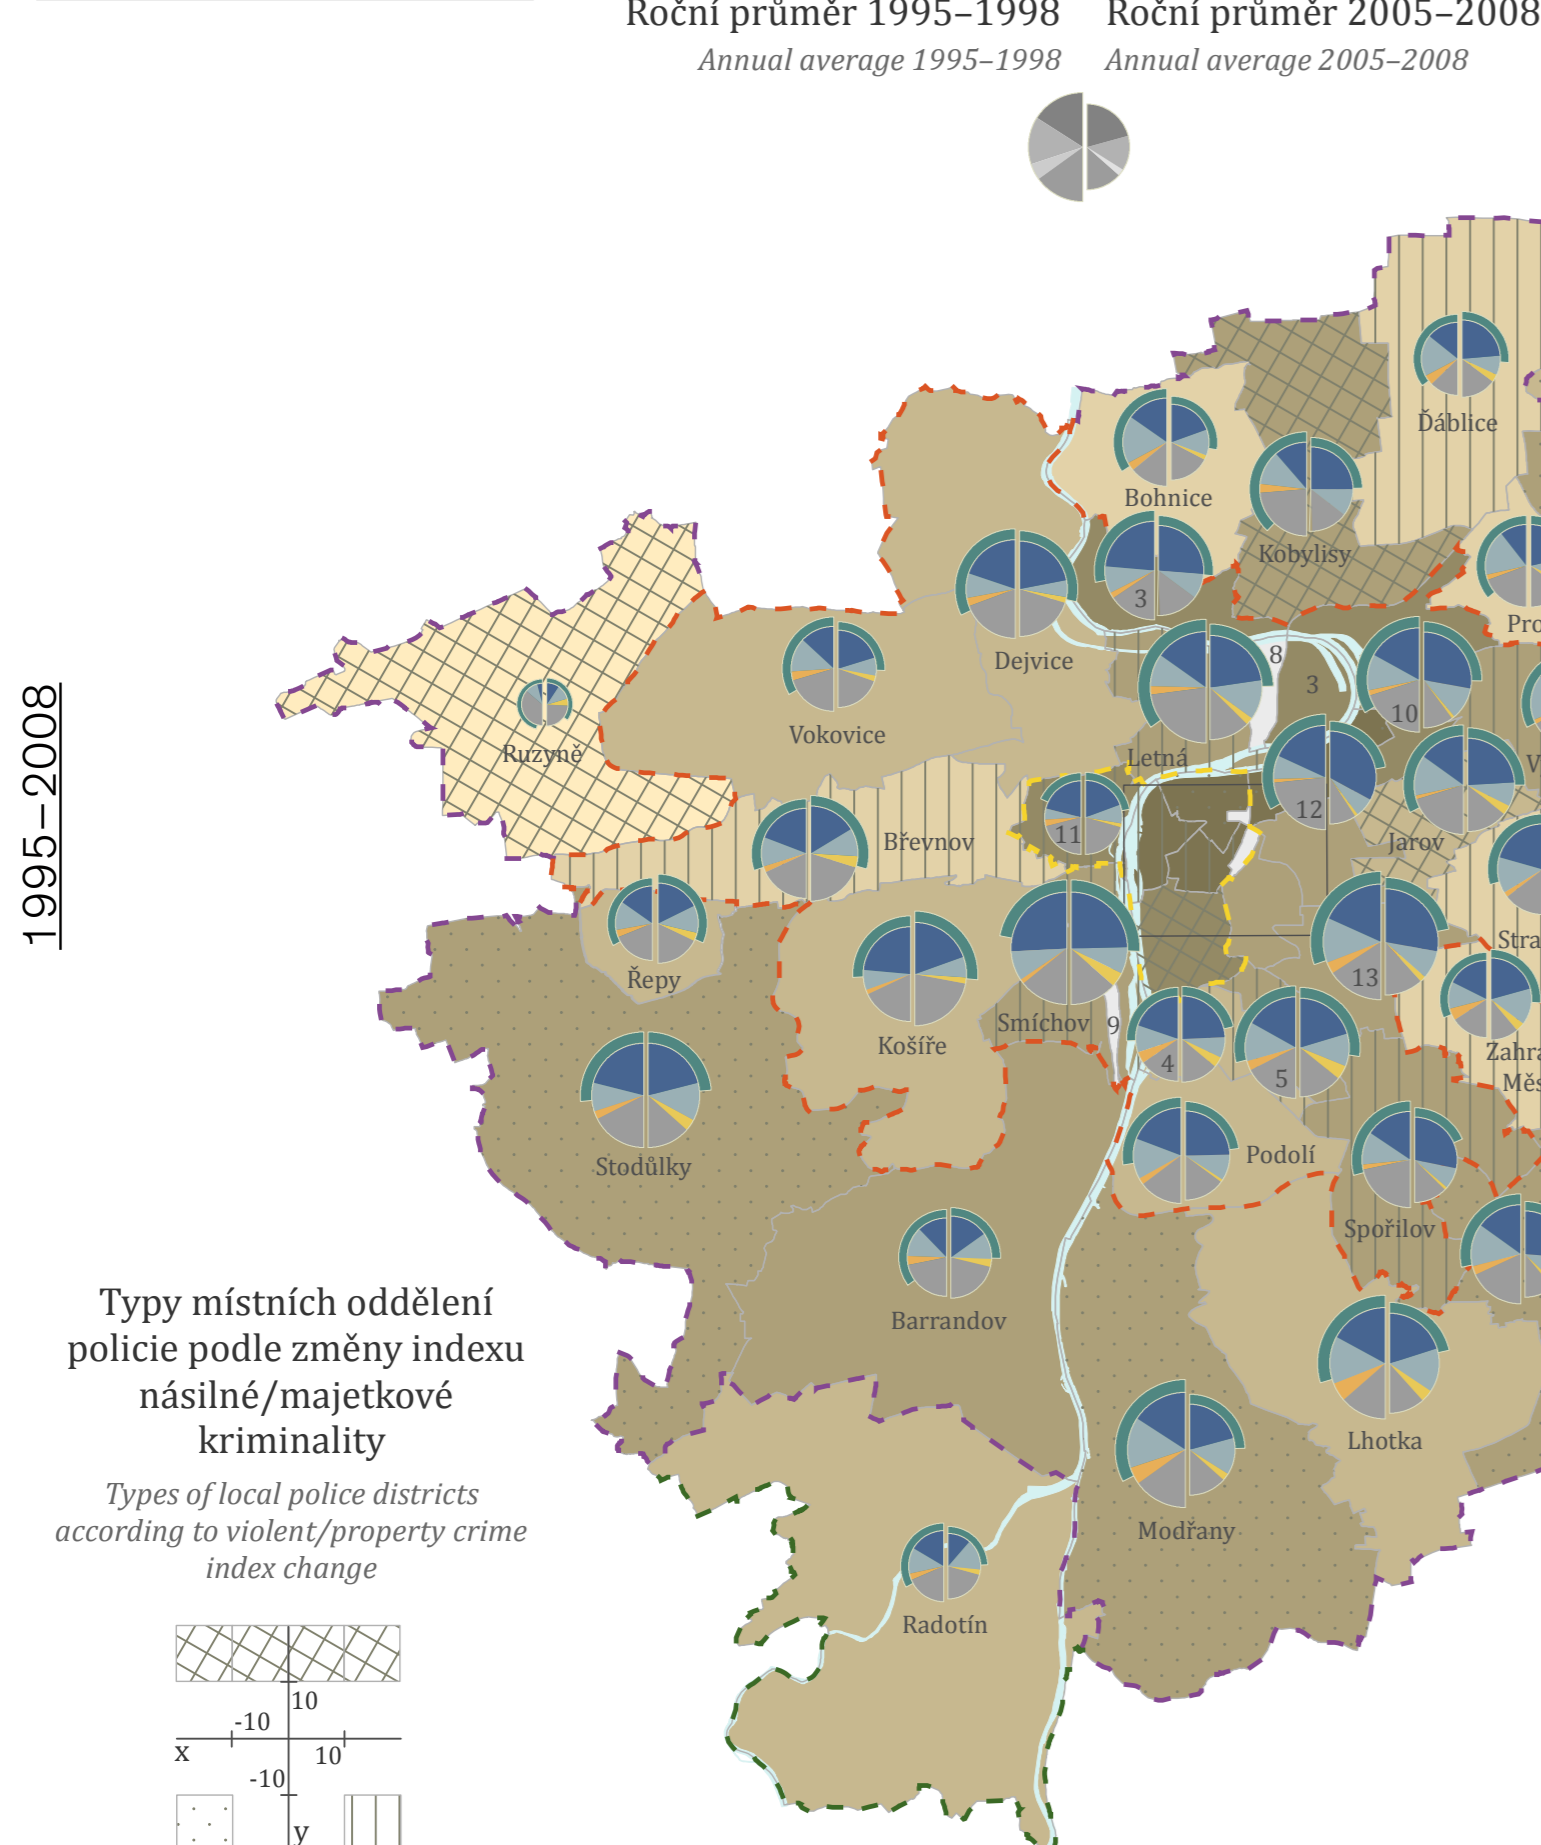 Roční průměr 1995–1998
Roční průměr 2005–2008
Annual average 1995–1998
Annual average 2005–2008
1995–2008
Ďáblice
Bohnice
Kobylisy
3
Pro
Dejvice
8
3
Vokovice
10
Ruzyně
Letná
V
12
11
Břevnov
Jarov
Stra
13
Řepy
Smíchov
9
Košíře
Zahra
Měs
4
5
Stodůlky
Podolí
Spořilov
Barrandov
Lhotka
Modřany
Radotín
Typy místních oddělení
policie podle změny indexu
násilné/majetkové
kriminality
Types of local police districts
according to violent/property crime
index change
10
-10
x
10
-10
y